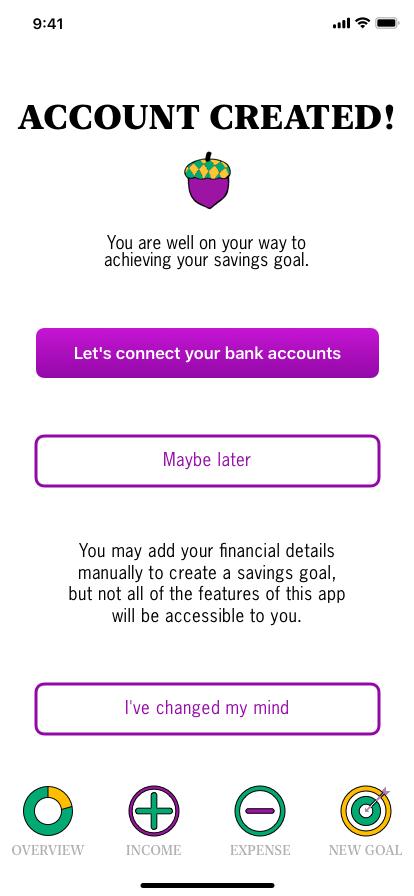 9:41
ACCOUNT CREATED!
You are well on your way to
achieving your savings goal.
Let's connect your bank accounts
Maybe later
You may add your financial details
manually to create a savings goal,
but not all of the features of this app
will be accessible to you.
I've changed my mind
OVERVIEW INCOME EXPENSE NEW GOAL